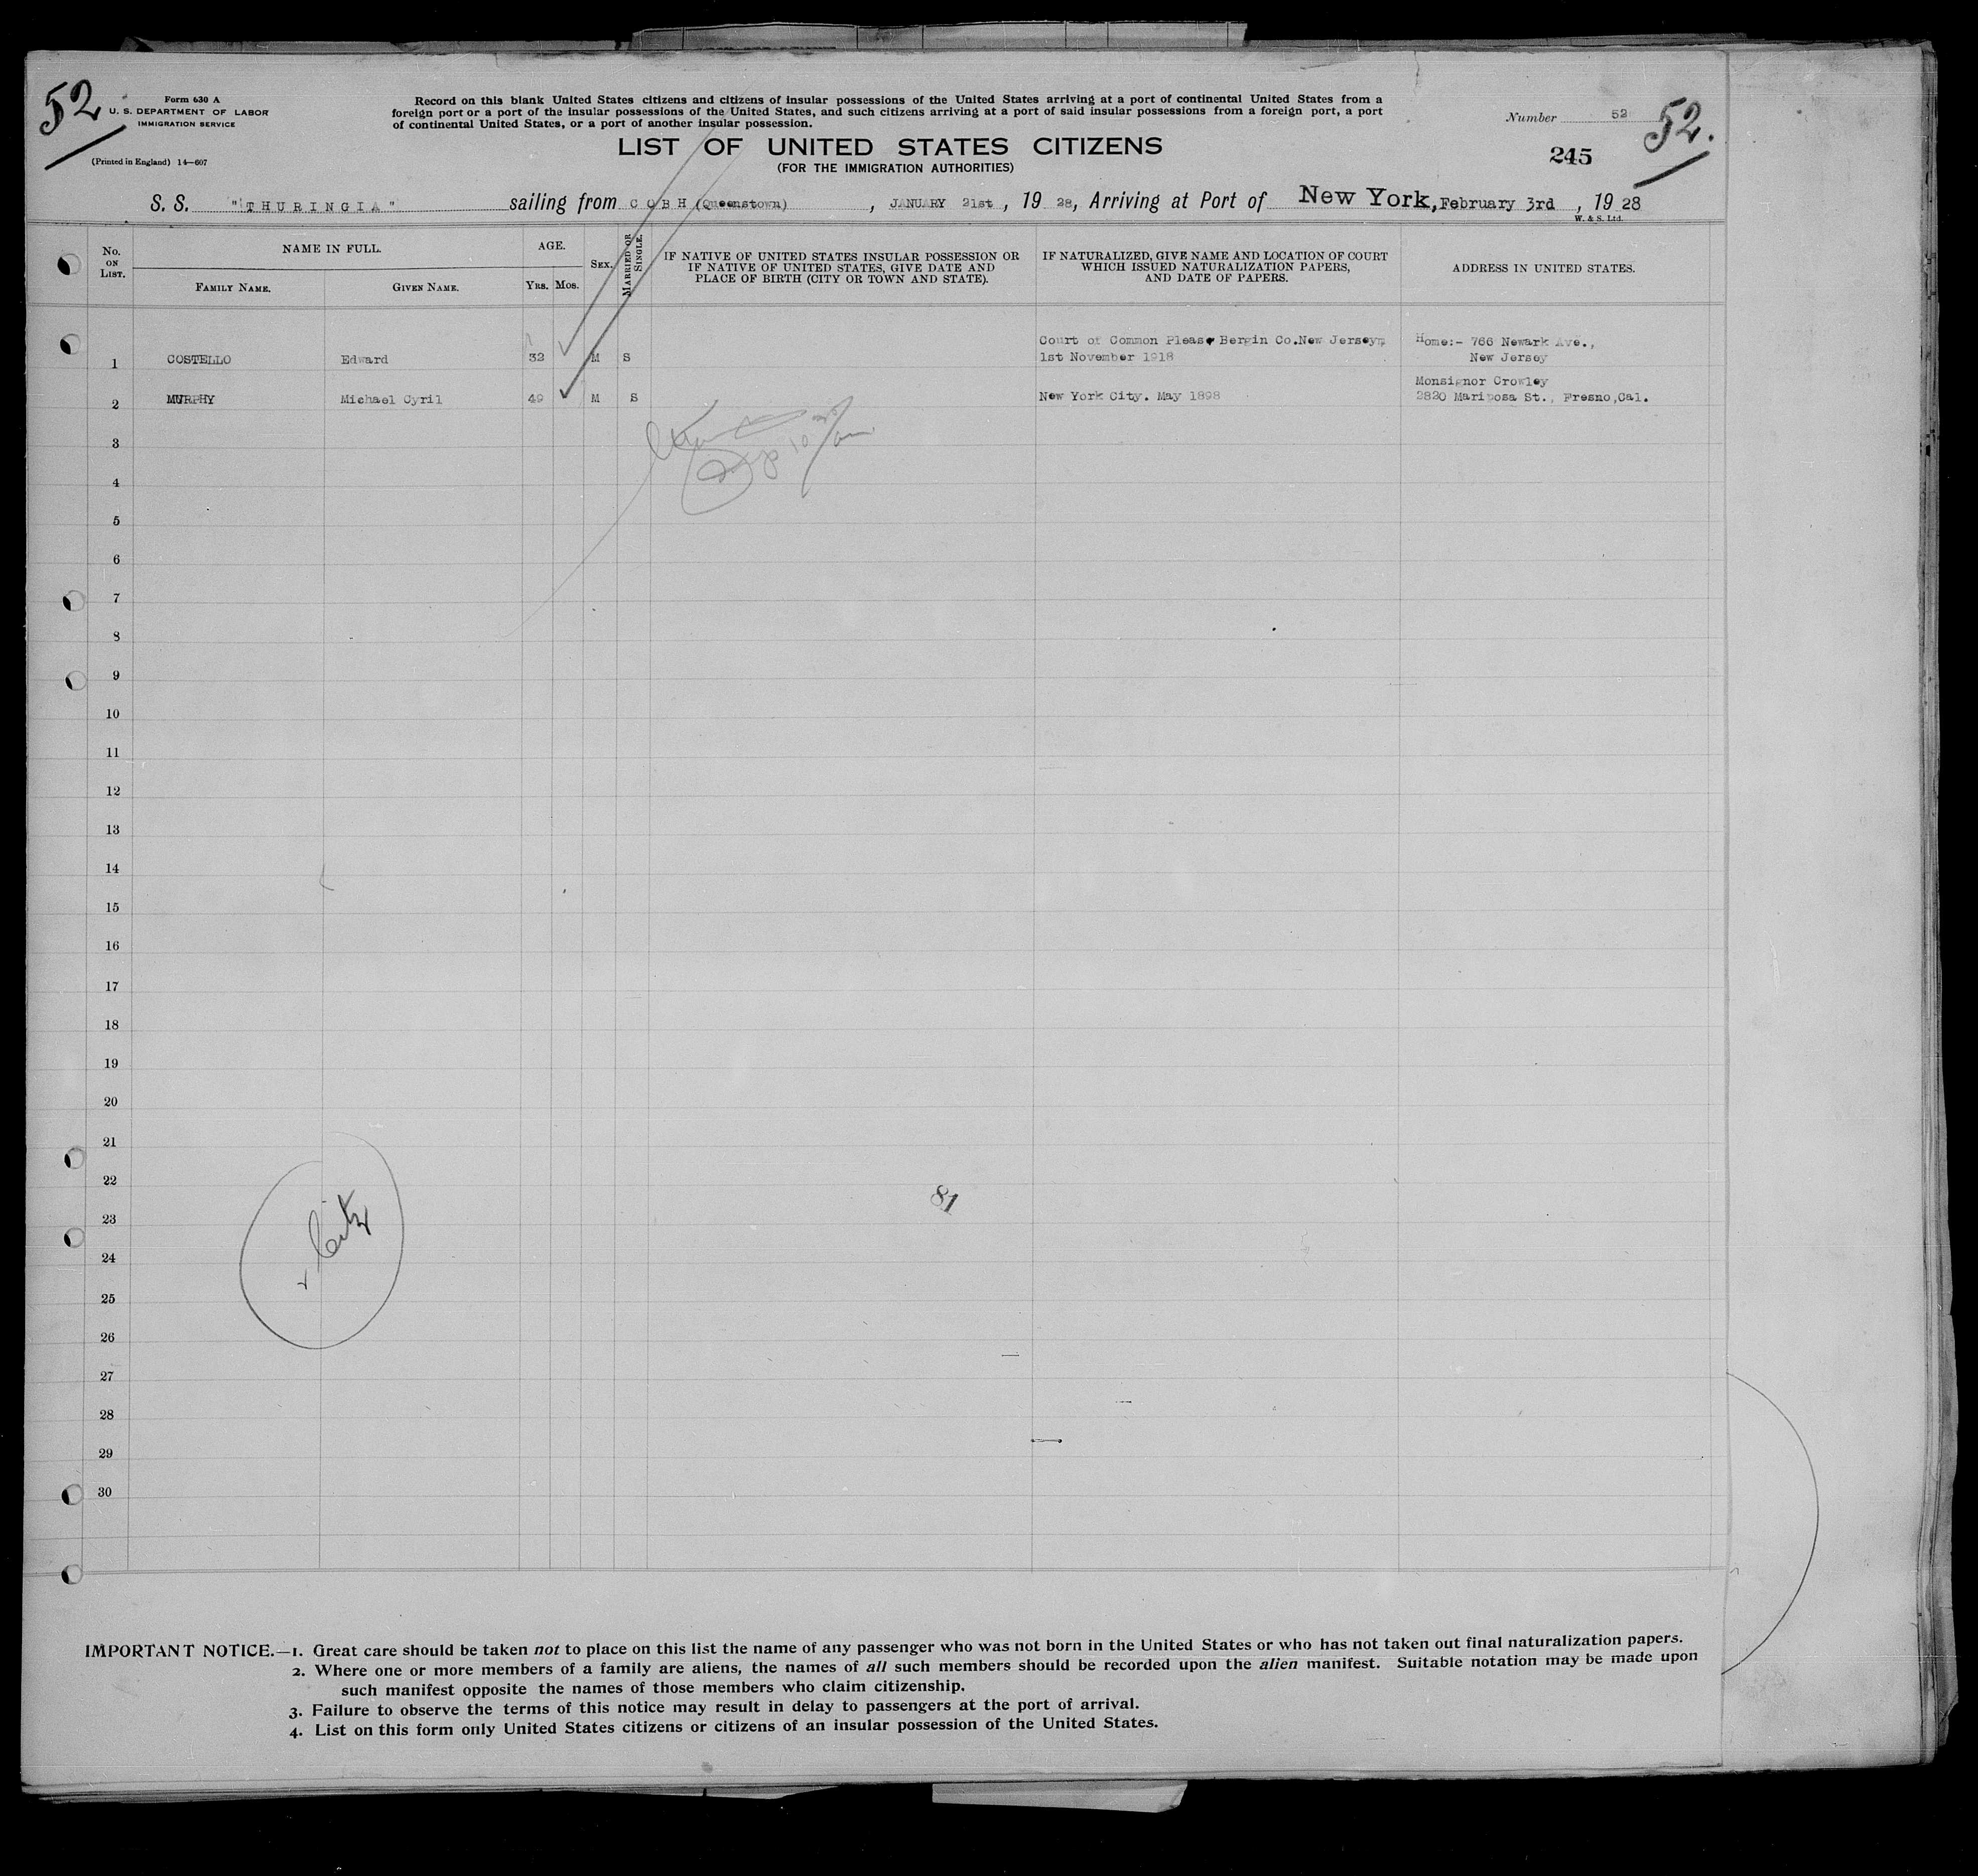 52
Form 630 A
U. S. DEPARTMENT OF LABOR
IMMIGRATION SERVICE
(Printed in England) 14—607
Record on this blank United States citizens and citizens of insular possessions of the United States arriving at a port of continental United States from a
foreign port or a port of the insular possessions of the United States, and such citizens arriving at a port of said insular possessions from a foreign port, a port
of continental United States, or a port of another insular possession.
LIST OF UNITED STATES CITIZENS
(FOR THE IMMIGRATION AUTHORITIES)
Number 52
52.
245
S. S. "THURINGIA" sailing from COBH (Queenstown), JANUARY 21st, 1928, Arriving at Port of New York, February 3rd, 1928
W. & S. Ltd.
No. ON LIST.
NAME IN FULL.
FAMILY NAME.
GIVEN NAME.
AGE.
YRS.
MOS.
SEX.
MARRIED OR SINGLE.
IF NATIVE OF UNITED STATES INSULAR POSSESSION OR
IF NATIVE OF UNITED STATES, GIVE DATE AND
PLACE OF BIRTH (CITY OR TOWN AND STATE).
IF NATURALIZED, GIVE NAME AND LOCATION OF COURT
WHICH ISSUED NATURALIZATION PAPERS,
AND DATE OF PAPERS.
ADDRESS IN UNITED STATES.
Court of Common Pleas Bergin Co.New Jersey Home:- 766 Newark Ave.,
1 COSTELLO Edward 32 M S 1st November 1918 New Jersey
Monsignor Crowley
2 MURPHY Michael Cyril 49 M S New York City. May 1898 2820 Mariposa St., Fresno,Cal.
3
4
5
6
7
8
9
10
11
12
13
14
15
16
17
18
19
20
21
22
81
23
Citz
24
25
26
27
28
29
30
IMPORTANT NOTICE.—1. Great care should be taken not to place on this list the name of any passenger who was not born in the United States or who has not taken out final naturalization papers.
2. Where one or more members of a family are aliens, the names of all such members should be recorded upon the alien manifest. Suitable notation may be made upon
such manifest opposite the names of those members who claim citizenship.
3. Failure to observe the terms of this notice may result in delay to passengers at the port of arrival.
4. List on this form only United States citizens or citizens of an insular possession of the United States.